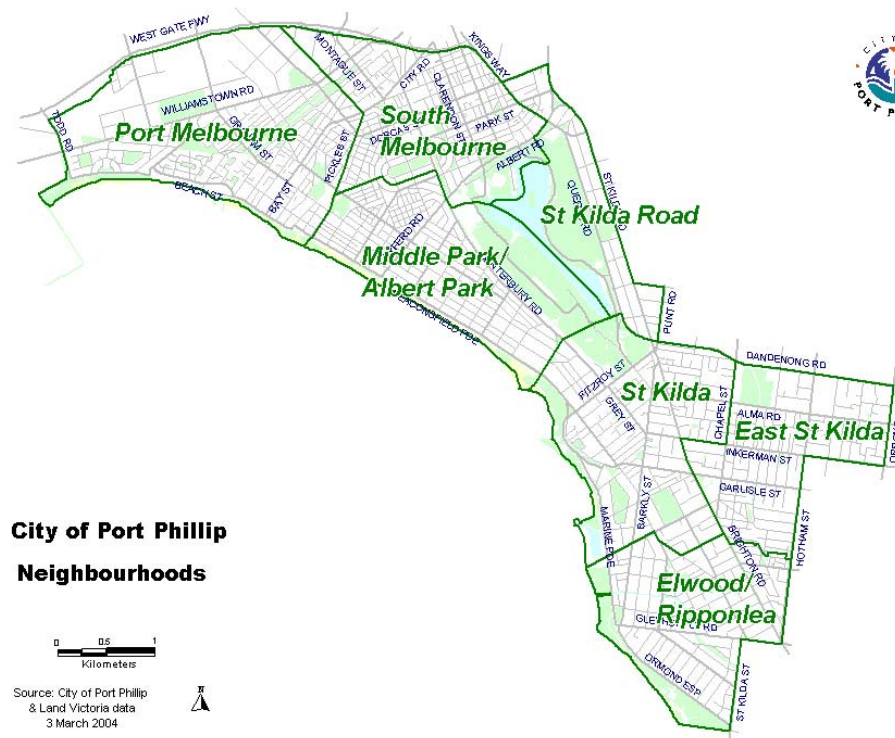 WEST GATE FWY
MONTAGUE ST
KINGS WAY
CITY RD
CLARENDON ST
WILLIAMSTOWN RD
TODD RD
Port Melbourne
GRAHAM ST
PICKLES ST
South
Melbourne
PARK ST
ALBERT RD
BEACH ST
BAY ST
St Kilda Road
Middle Park/
Albert Park
PUNT RD
DANDENONG RD
FITZROY ST
St Kilda
GREY ST
CHAPEL ST
ALMA RD
East St Kilda
INKERMAN ST
CARLISLE ST
BARKLY ST
MARINE PDE
BRIGHTON RD
HOTHAM ST
Elwood/
Ripponlea
ORMOND ESP
ST KILDA ST
City of Port Phillip
Neighbourhoods
0 0.5 1
Kilometers
Source: City of Port Phillip
& Land Victoria data
3 March 2004
N